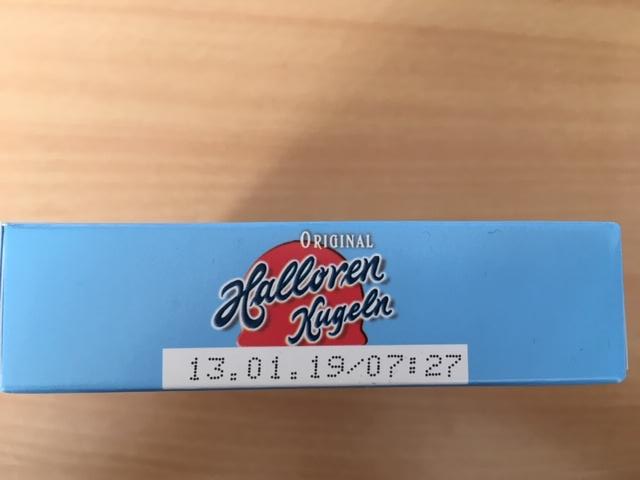 ORIGINAL
Halloren
Kugeln
13.01.19/07:27